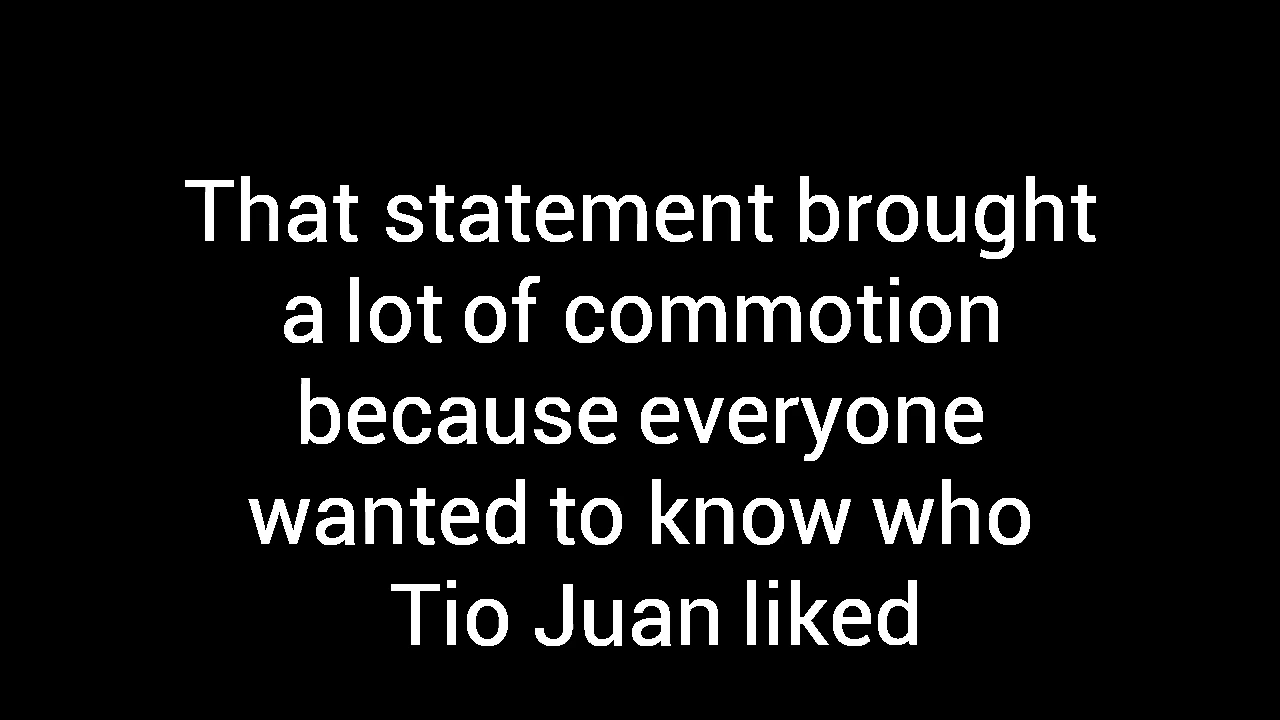 That statement brought
a lot of commotion
because everyone
wanted to know who
Tio Juan liked